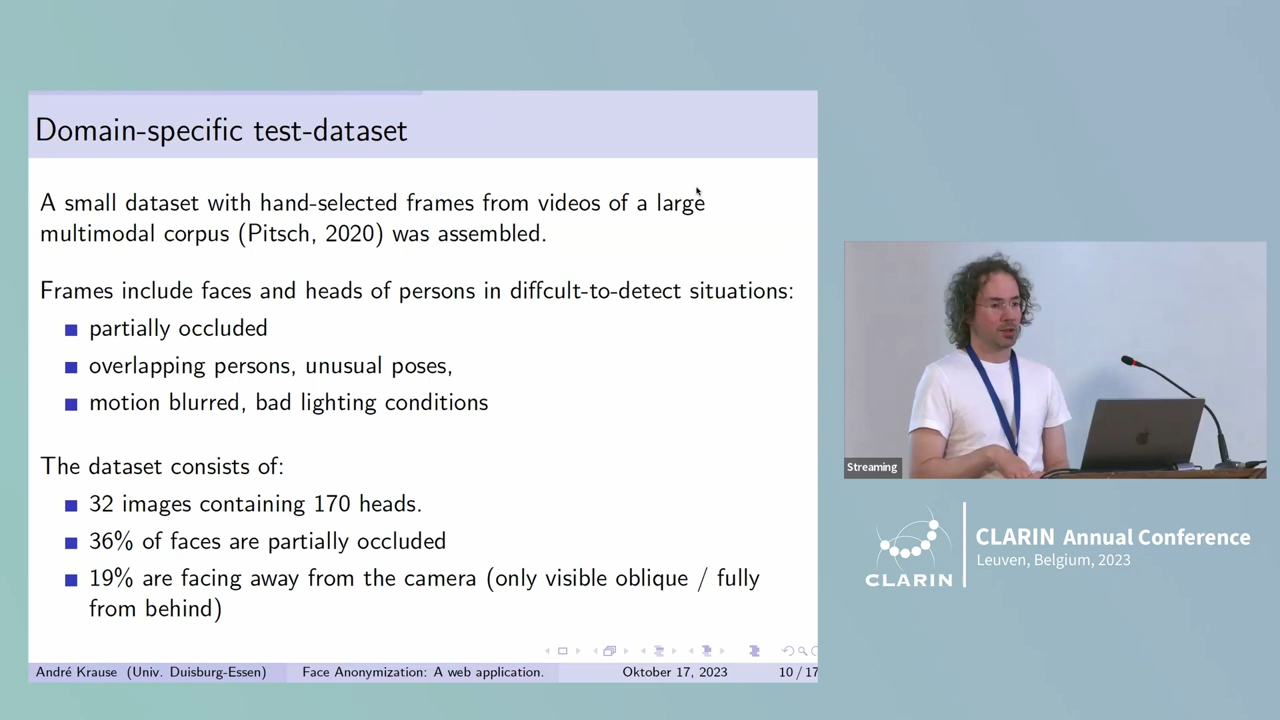 Domain-specific test-dataset
A small dataset with hand-selected frames from videos of a large
multimodal corpus (Pitsch, 2020) was assembled.
Frames include faces and heads of persons in diffcult-to-detect situations:
partially occluded
overlapping persons, unusual poses,
motion blurred, bad lighting conditions
The dataset consists of:
32 images containing 170 heads.
36% of faces are partially occluded
19% are facing away from the camera (only visible oblique / fully
from behind)
André Krause (Univ. Duisburg-Essen) Face Anonymization: A web application. Oktober 17, 2023 10 / 17
Streaming
CLARIN
CLARIN Annual Conference
Leuven, Belgium, 2023